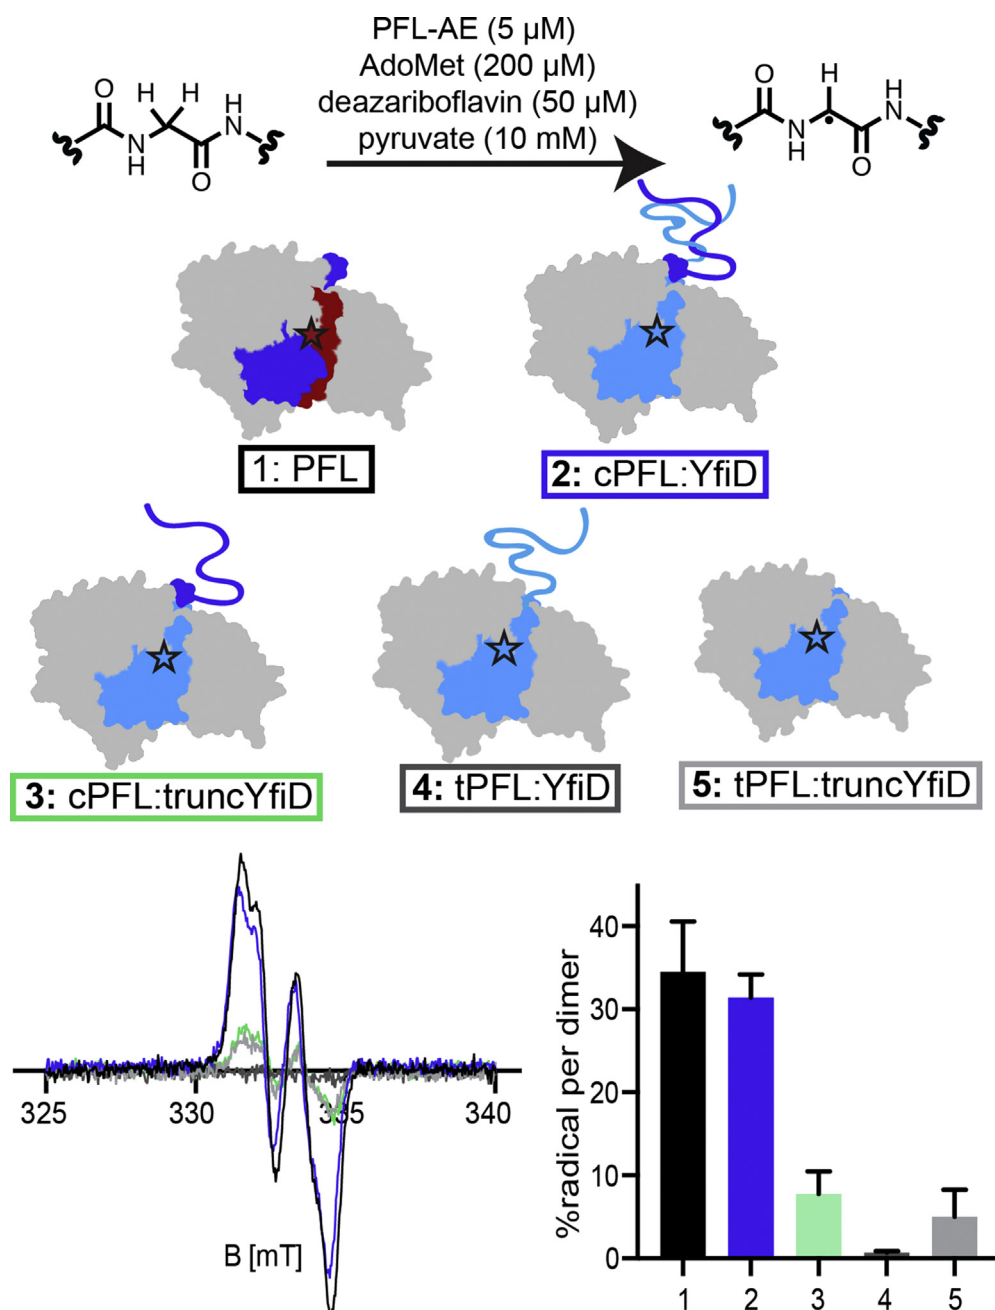 PFL-AE (5 µM)
AdoMet (200 µM)
deazariboflavin (50 µM)
pyruvate (10 mM)
O H H H N N H O
O H H N N H O
1: PFL
2: cPFL:YfiD
3: cPFL:truncYfiD
4: tPFL:YfiD
5: tPFL:truncYfiD
325 330 335 340
B [mT]
%radical per dimer
40
30
20
10
0
1 2 3 4 5